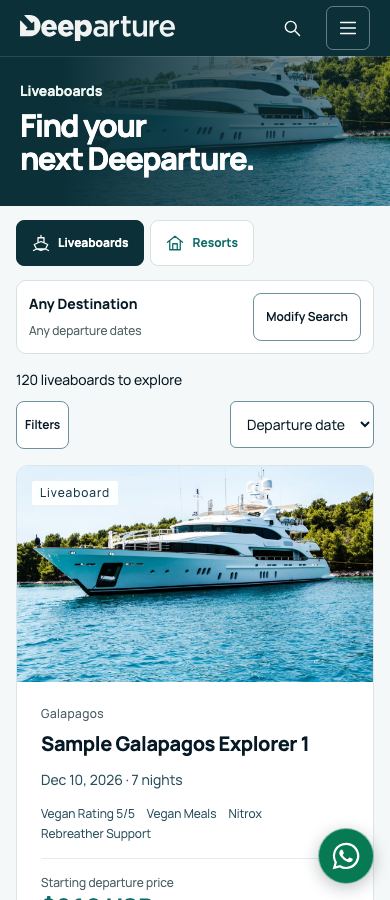 Deeparture
Liveaboards
Find your
next Deeparture.
Liveaboards
Resorts
Any Destination
Any departure dates
Modify Search
120 liveaboards to explore
Filters
Departure date
Liveaboard
Galapagos
Sample Galapagos Explorer 1
Dec 10, 2026 · 7 nights
Vegan Rating 5/5 Vegan Meals Nitrox
Rebreather Support
Starting departure price